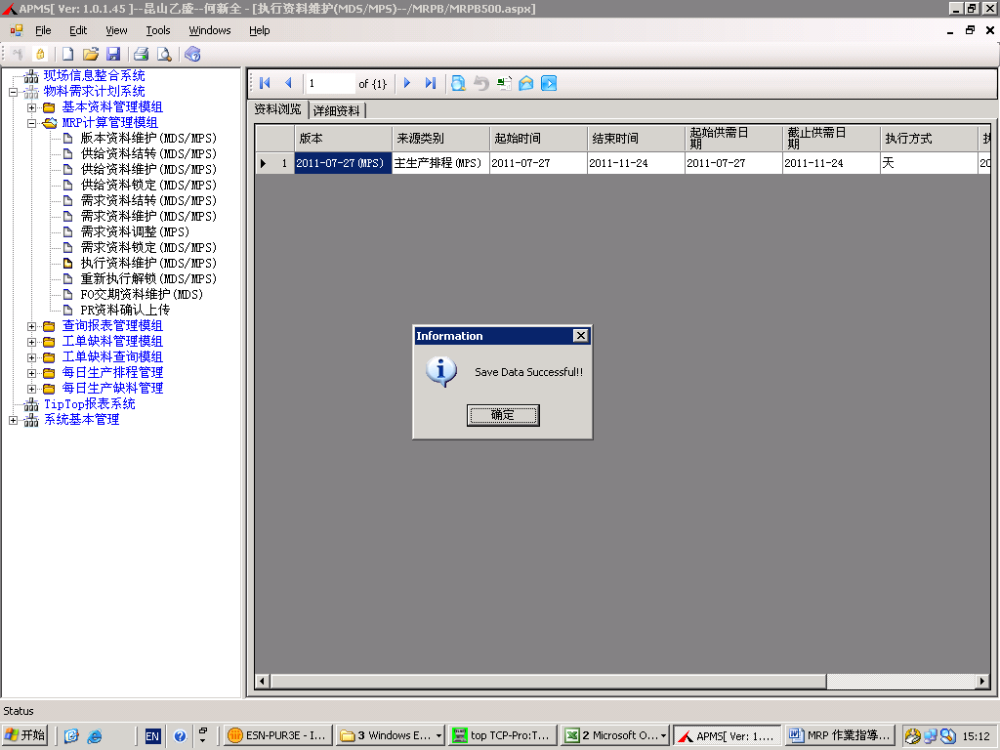 APMS[ Ver: 1.0.1.45 ]--昆山乙盛--何新全 - [执行资料维护(MDS/MPS)--/MRPB/MRPB500.aspx]
File Edit View Tools Windows Help
现场信息整合系统
物料需求计划系统
基本资料管理模组
MRP计算管理模组
版本资料维护(MDS/MPS)
供给资料结转(MDS/MPS)
供给资料维护(MDS/MPS)
供给资料锁定(MDS/MPS)
需求资料结转(MDS/MPS)
需求资料维护(MDS/MPS)
需求资料调整(MPS)
需求资料锁定(MDS/MPS)
执行资料维护(MDS/MPS)
重新执行解锁(MDS/MPS)
FO交期资料维护(MDS)
PR资料确认上传
查询报表管理模组
工单缺料管理模组
工单缺料查询模组
每日生产排程管理
每日生产缺料管理
TipTop报表系统
系统基本管理
1 of {1}
资料浏览 详细资料
版本 来源类别 起始时间 结束时间 起始供需日期 截止供需日期 执行方式
1 2011-07-27(MPS) 主生产排程(MPS) 2011-07-27 2011-11-24 2011-07-27 2011-11-24 天 20
Information
Save Data Successful!!
确定
Status
开始 EN ESN-PUR3E - I... 3 Windows E... top TCP-Pro:T... 2 Microsoft O... APMS[ Ver: 1.... MRP 作業指導... 15:12